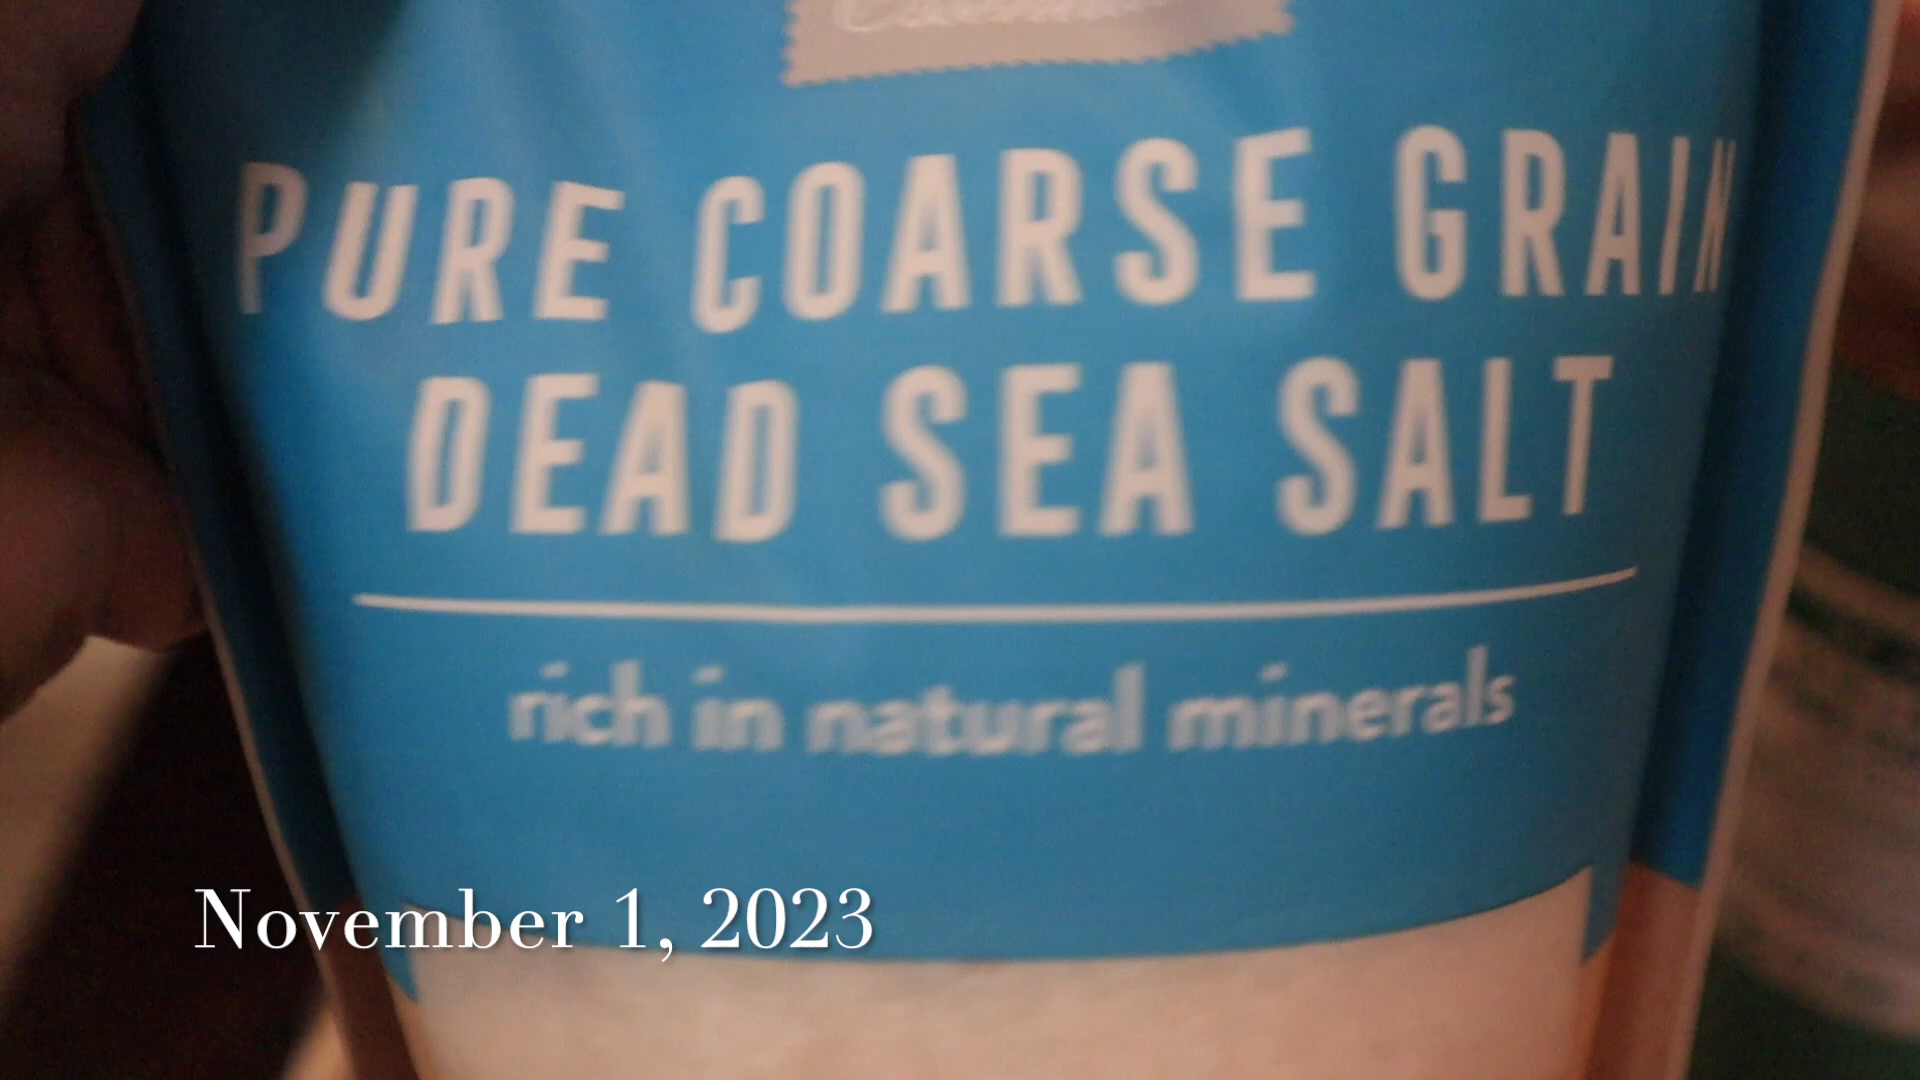 PURE COARSE GRAIN
DEAD SEA SALT
rich in natural minerals
November 1, 2023